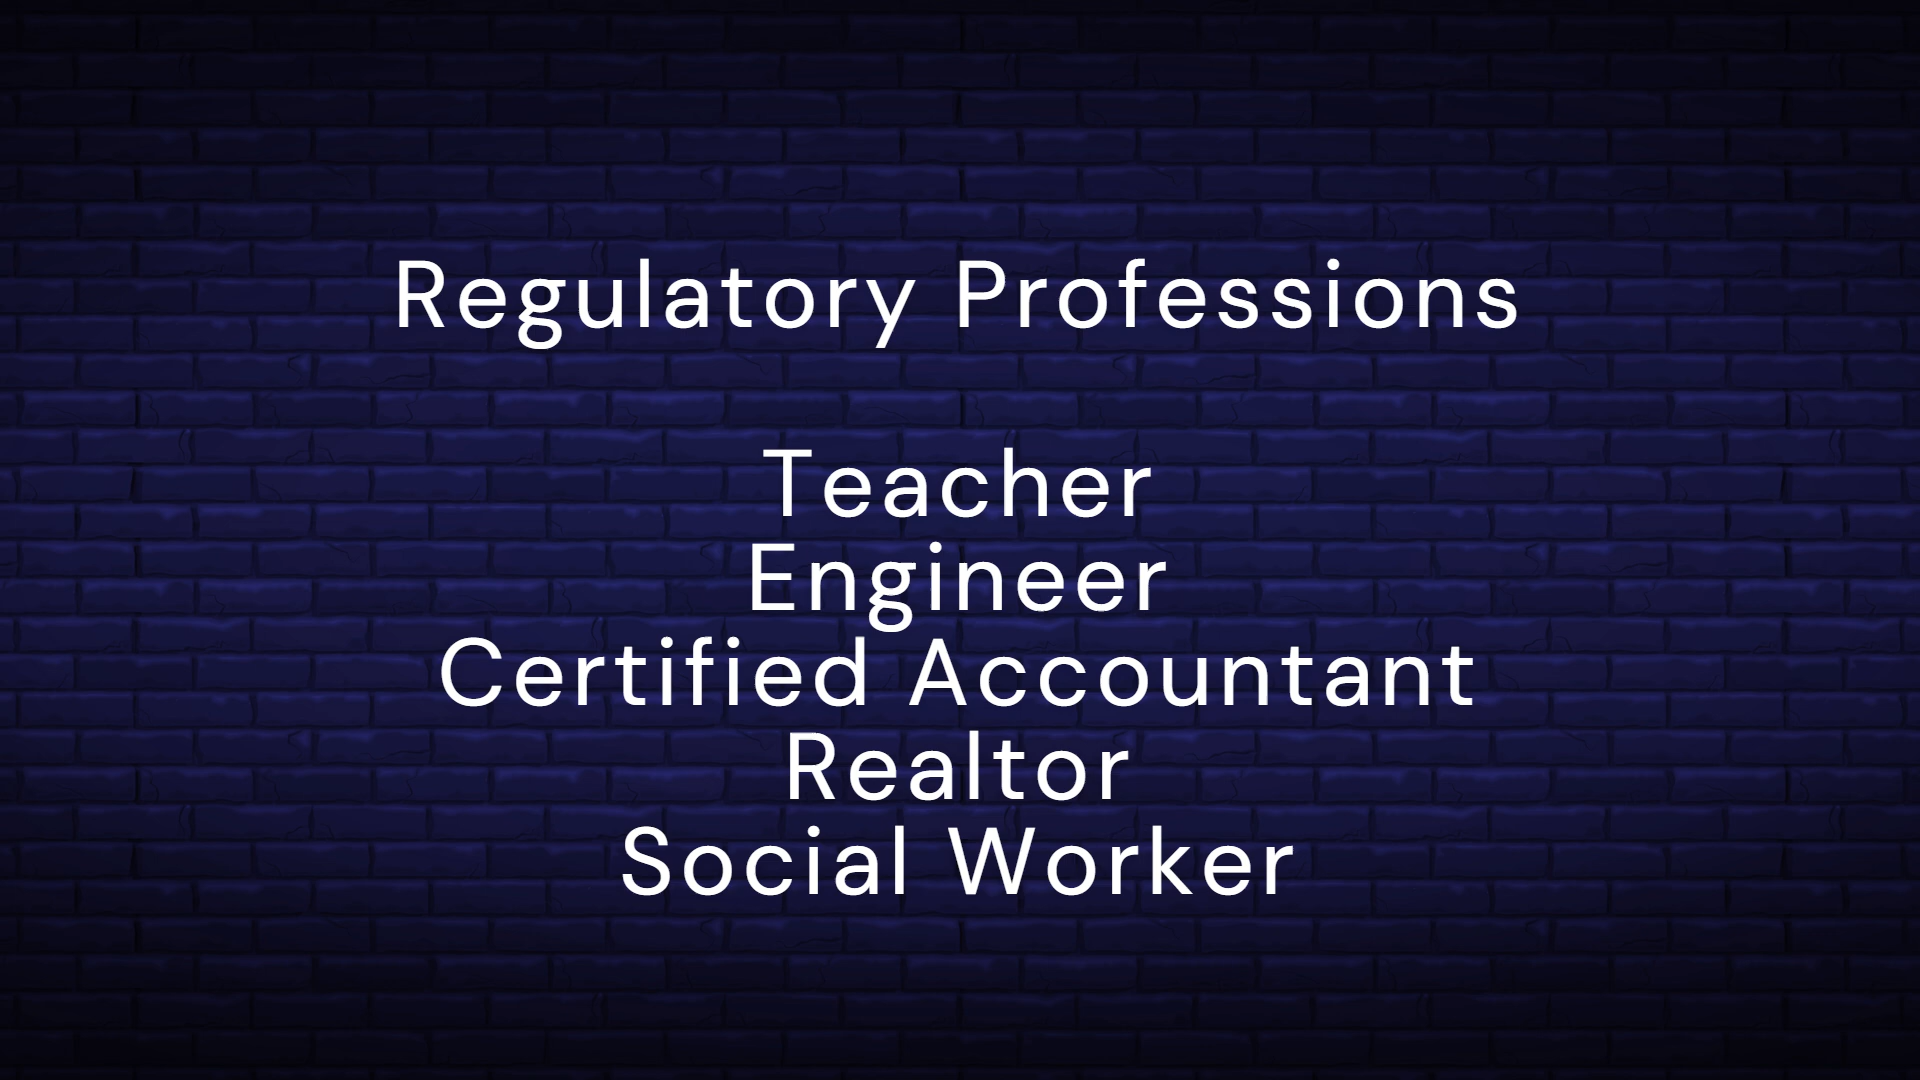 Regulatory Professions
Teacher
Engineer
Certified Accountant
Realtor
Social Worker